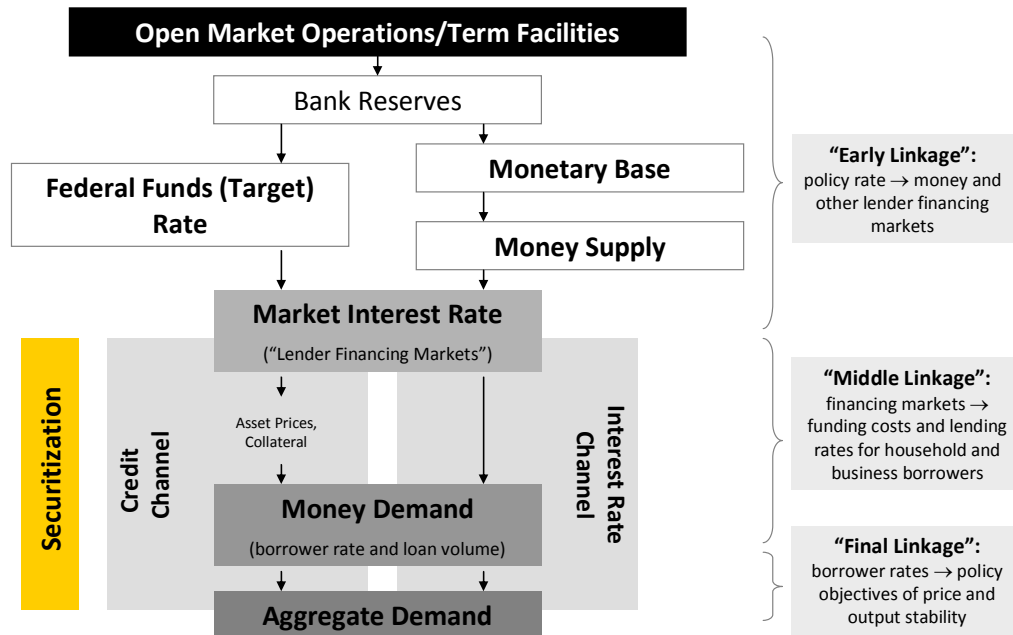 Open Market Operations/Term Facilities
Bank Reserves
Federal Funds (Target)
Rate
Monetary Base
Money Supply
Market Interest Rate
(“Lender Financing Markets”)
Securitization
Credit
Channel
Asset Prices,
Collateral
Interest Rate
Channel
Money Demand
(borrower rate and loan volume)
Aggregate Demand
“Early Linkage”:
policy rate → money and
other lender financing
markets
“Middle Linkage”:
financing markets →
funding costs and lending
rates for household and
business borrowers
“Final Linkage”:
borrower rates → policy
objectives of price and
output stability